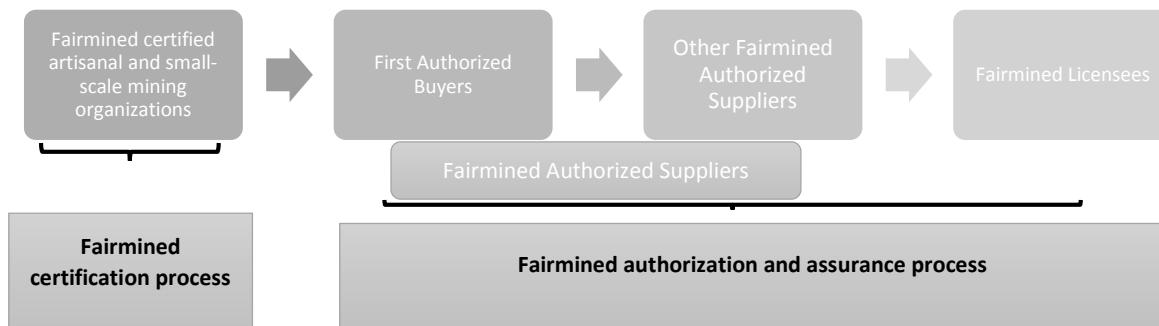 Fairmined certified
artisanal and small-
scale mining
organizations
First Authorized
Buyers
Other Fairmined
Authorized
Suppliers
Fairmined Licensees
Fairmined Authorized Suppliers
Fairmined
certification process
Fairmined authorization and assurance process